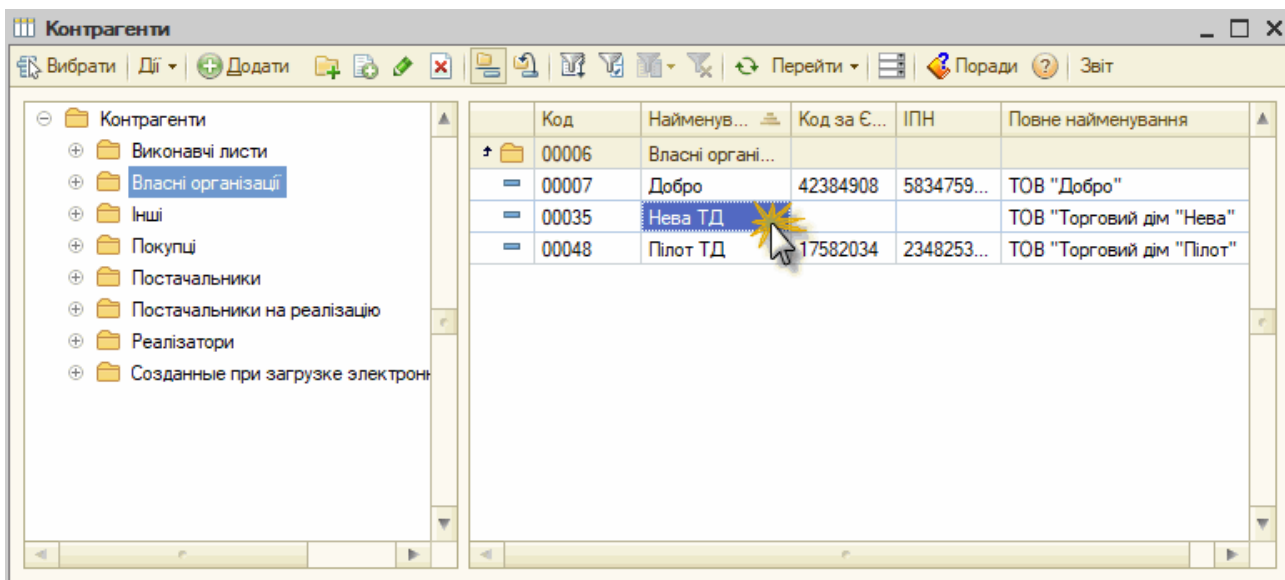 Контрагенти
Вибрати Дії Додати Перейти Поради Звіт
Контрагенти
Виконавчі листи
Власні організації
Інші
Покупці
Постачальники
Постачальники на реалізацію
Реалізатори
Созданные при загрузке электронн
Код Найменув... Код за Є... ІПН Повне найменування
00006 Власні органі...
00007 Добро 42384908 5834759... ТОВ "Добро"
00035 Нева ТД ТОВ "Торговий дім "Нева"
00048 Пілот ТД 17582034 2348253... ТОВ "Торговий дім "Пілот"